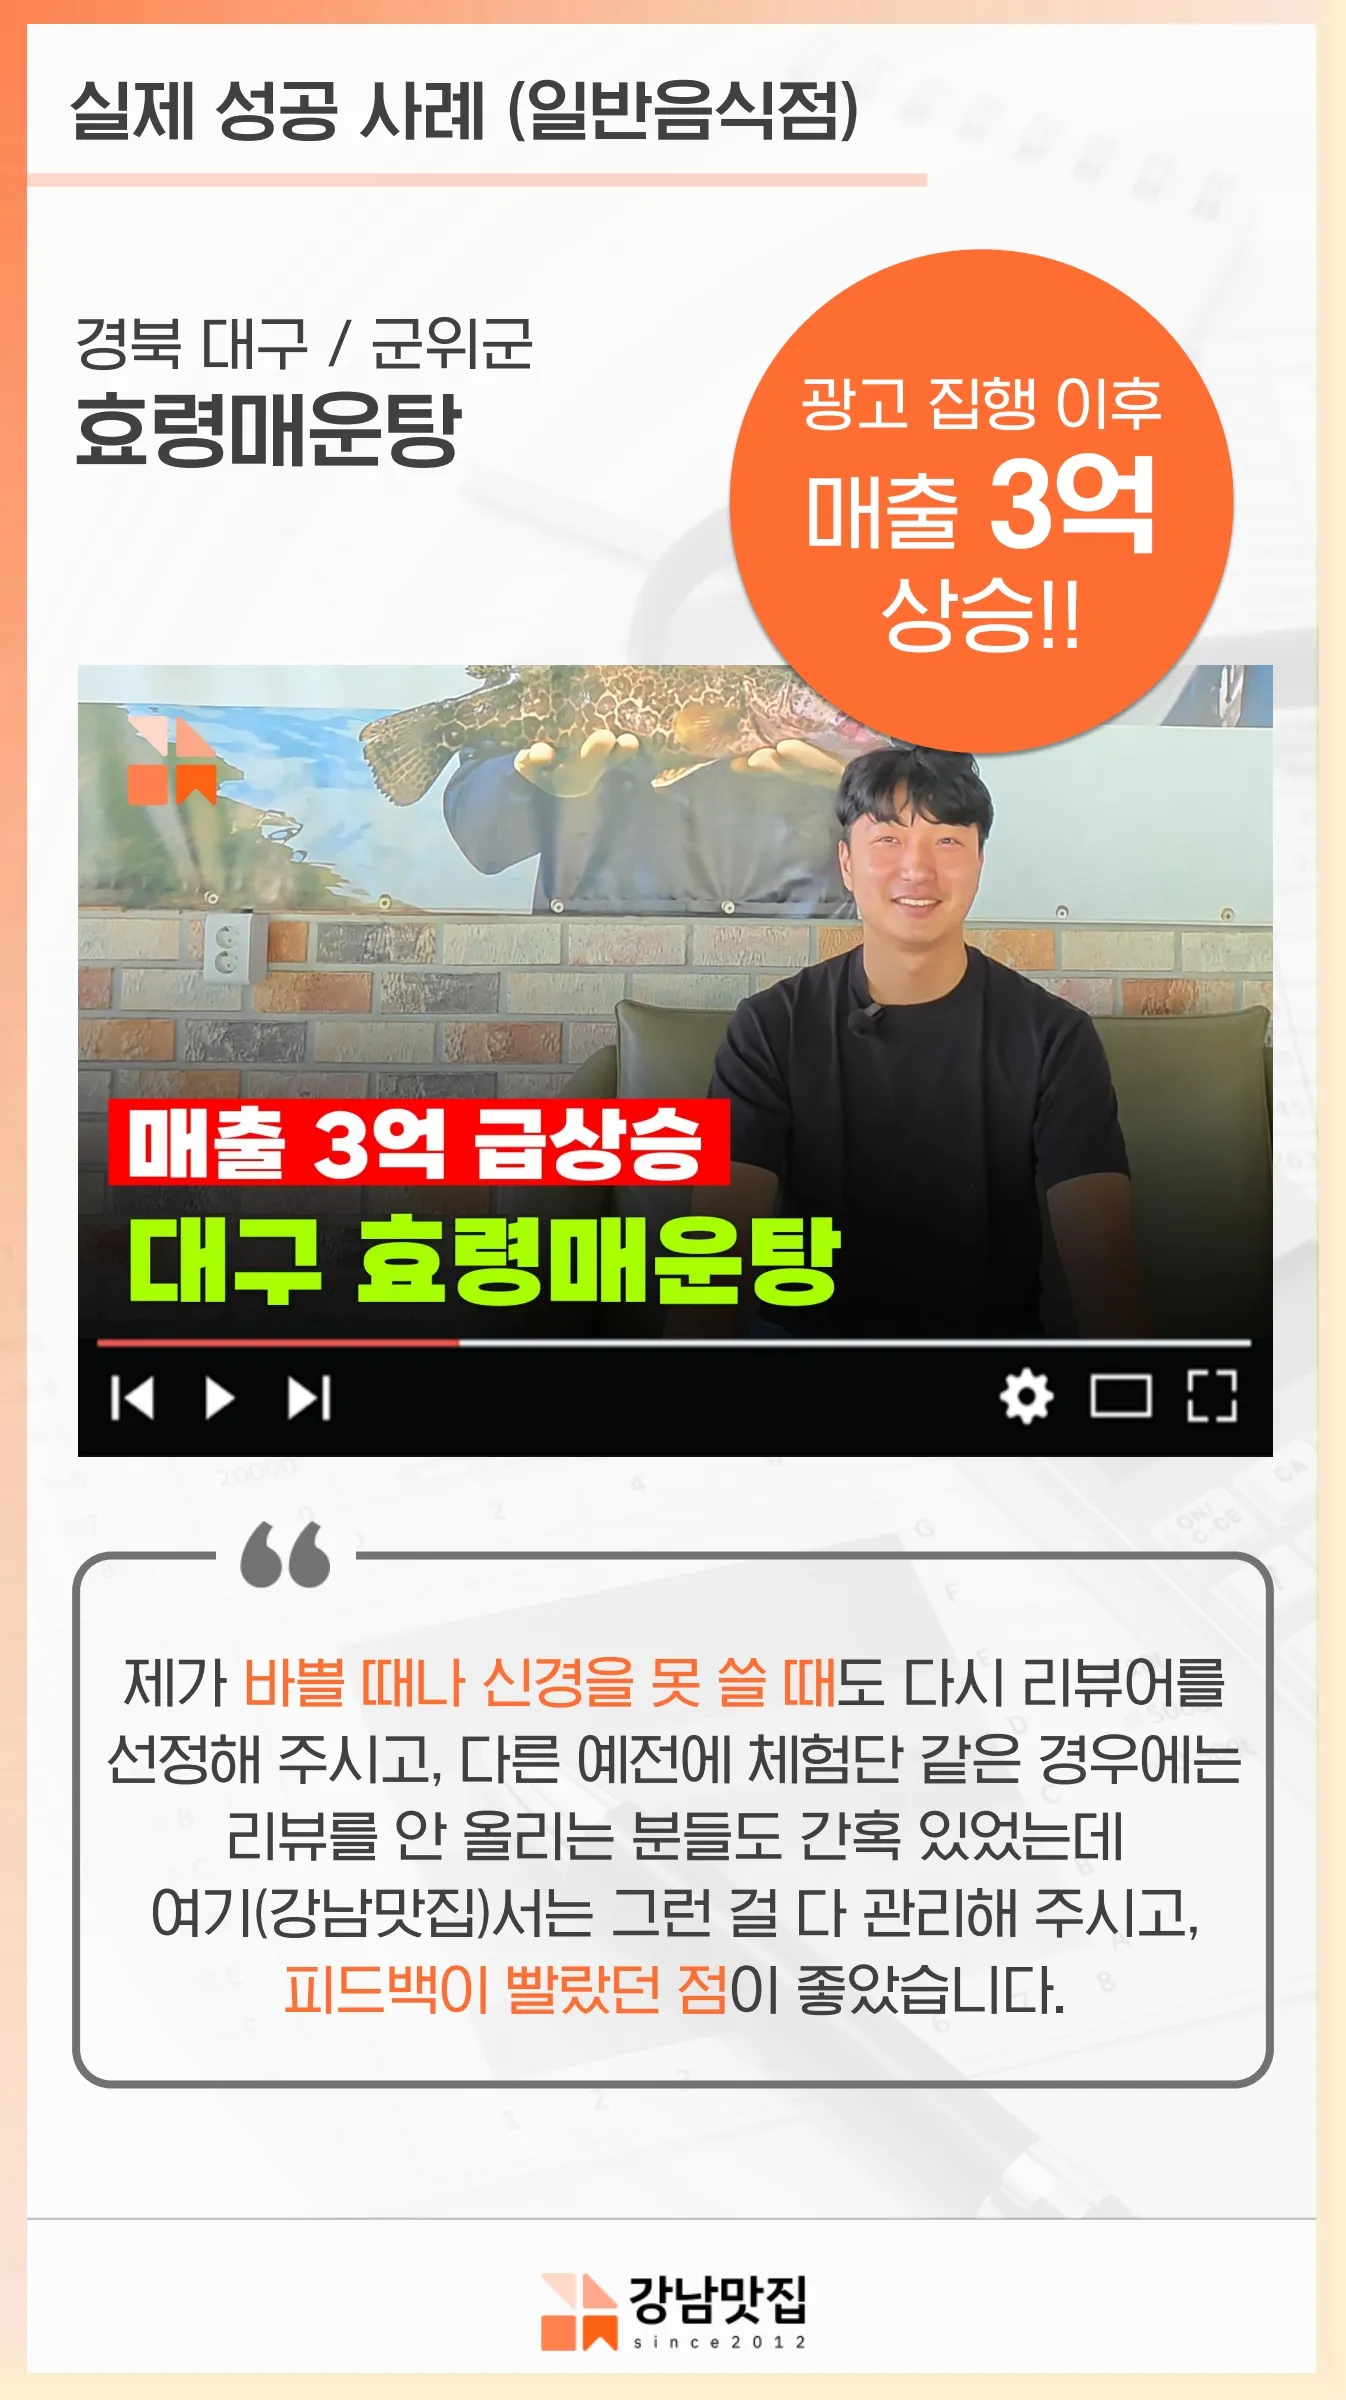 실제 성공 사례 (일반음식점)
경북 대구 / 군위군
효령매운탕
광고 집행 이후
매출 3억
상승!!
매출 3억 급상승
대구 효령매운탕
제가 바쁠 때나 신경을 못 쓸 때도 다시 리뷰어를
선정해 주시고, 다른 예전에 체험단 같은 경우에는
리뷰를 안 올리는 분들도 간혹 있었는데
여기(강남맛집)서는 그런 걸 다 관리해 주시고,
피드백이 빨랐던 점이 좋았습니다.
강남맛집
since2012